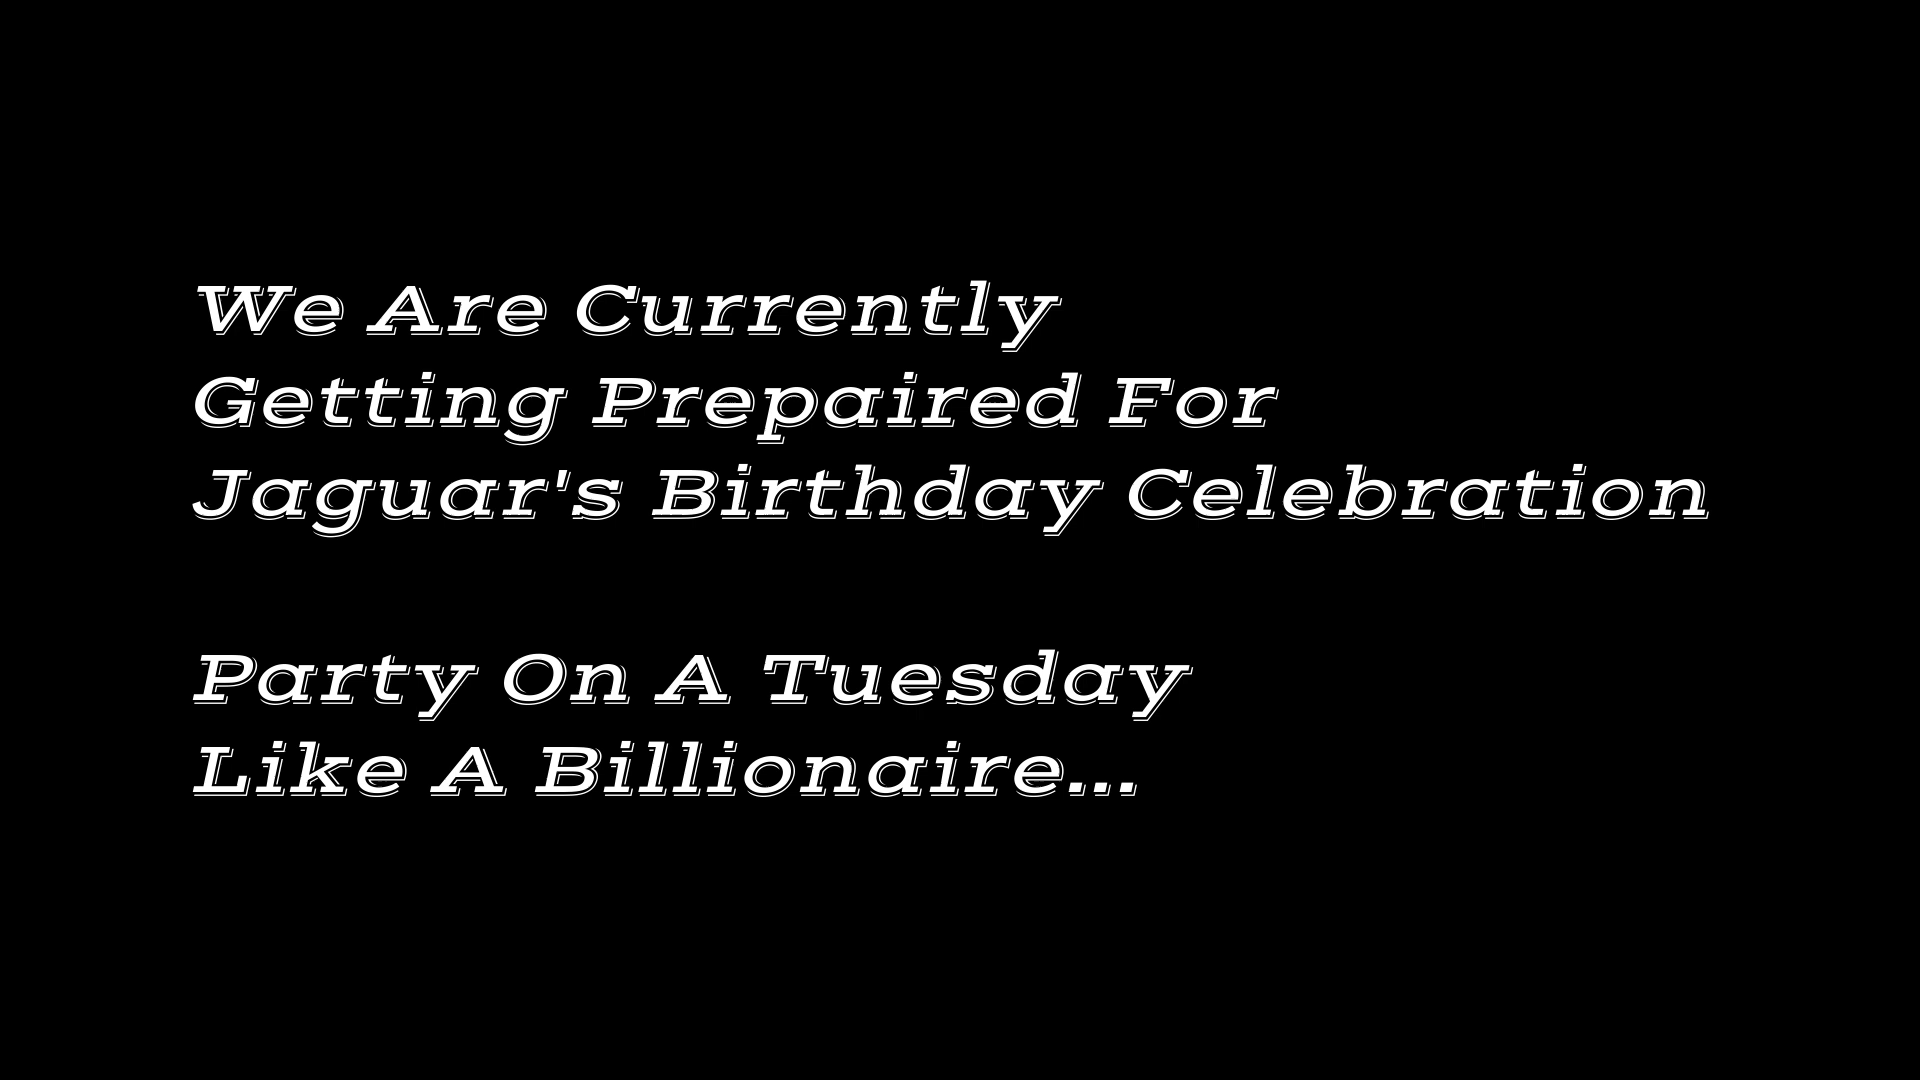 We Are Currently
Getting Prepaired For
Jaguar's Birthday Celebration
Party On A Tuesday
Like A Billionaire...